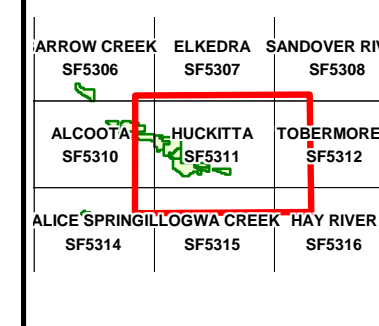 ARROW CREEK ELKEDRA SANDOVER RIV
SF5306 SF5307 SF5308
ALCOOTA HUCKITTA TOBERMORE
SF5310 SF5311 SF5312
ALICE SPRINGILLOGWA CREEK HAY RIVER
SF5314 SF5315 SF5316